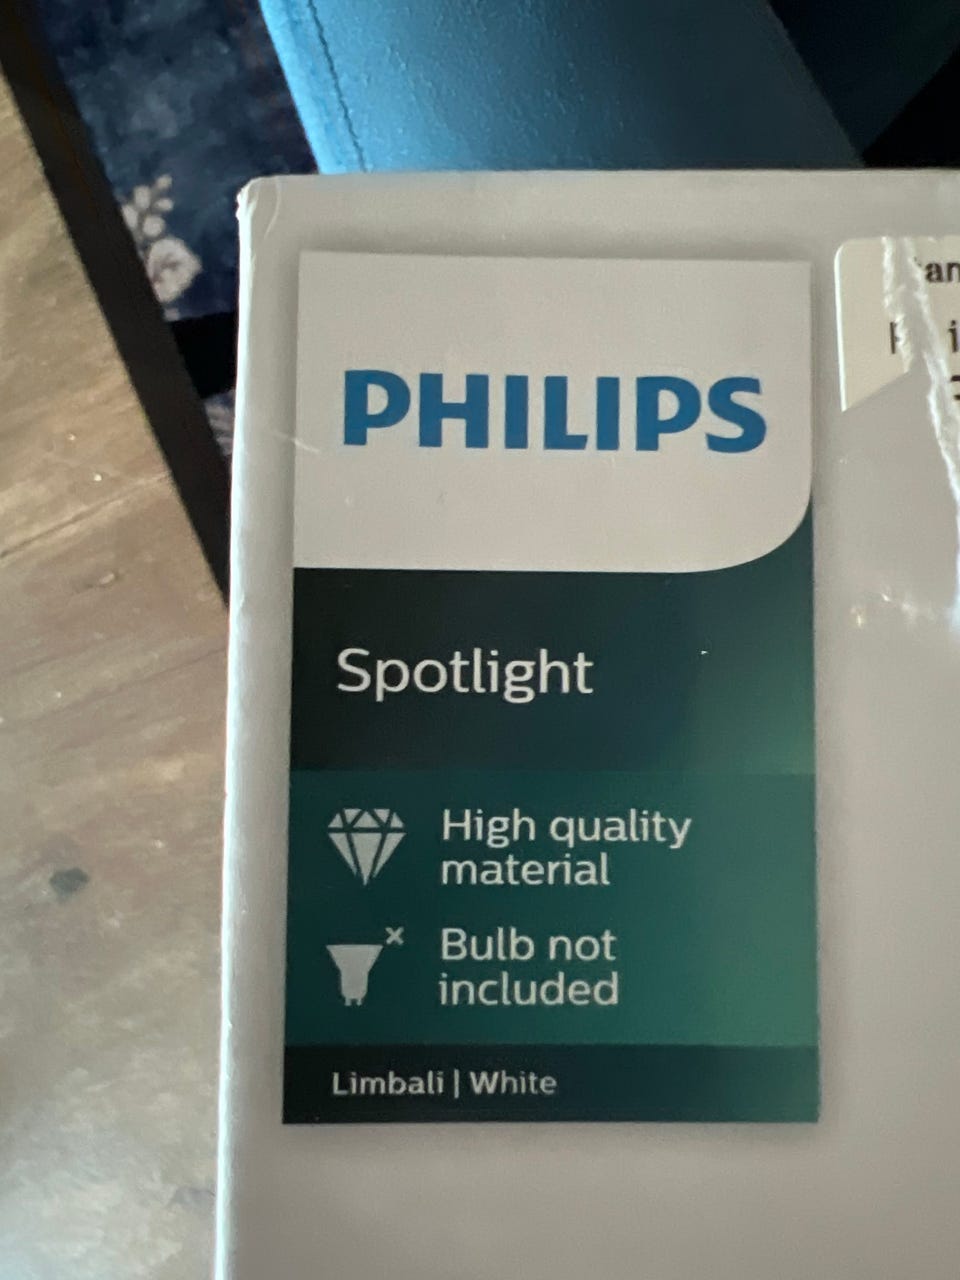 PHILIPS
Spotlight
High quality
material
Bulb not
included
Limbali | White